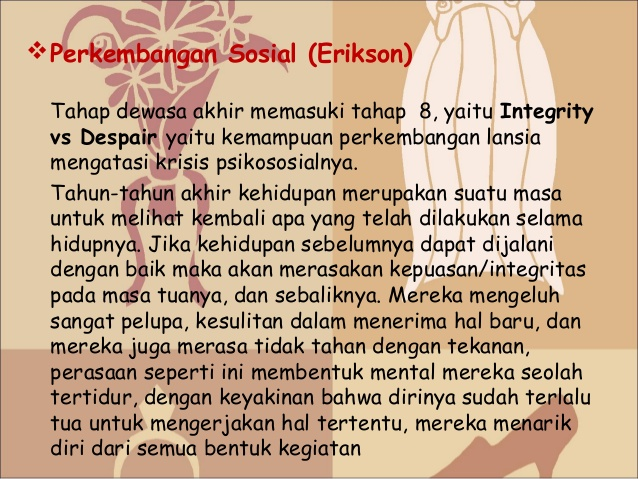 ❖Perkembangan Sosial (Erikson)
Tahap dewasa akhir memasuki tahap 8, yaitu Integrity
vs Despair yaitu kemampuan perkembangan lansia
mengatasi krisis psikososialnya.
Tahun-tahun akhir kehidupan merupakan suatu masa
untuk melihat kembali apa yang telah dilakukan selama
hidupnya. Jika kehidupan sebelumnya dapat dijalani
dengan baik maka akan merasakan kepuasan/integritas
pada masa tuanya, dan sebaliknya. Mereka mengeluh
sangat pelupa, kesulitan dalam menerima hal baru, dan
mereka juga merasa tidak tahan dengan tekanan,
perasaan seperti ini membentuk mental mereka seolah
tertidur, dengan keyakinan bahwa dirinya sudah terlalu
tua untuk mengerjakan hal tertentu, mereka menarik
diri dari semua bentuk kegiatan